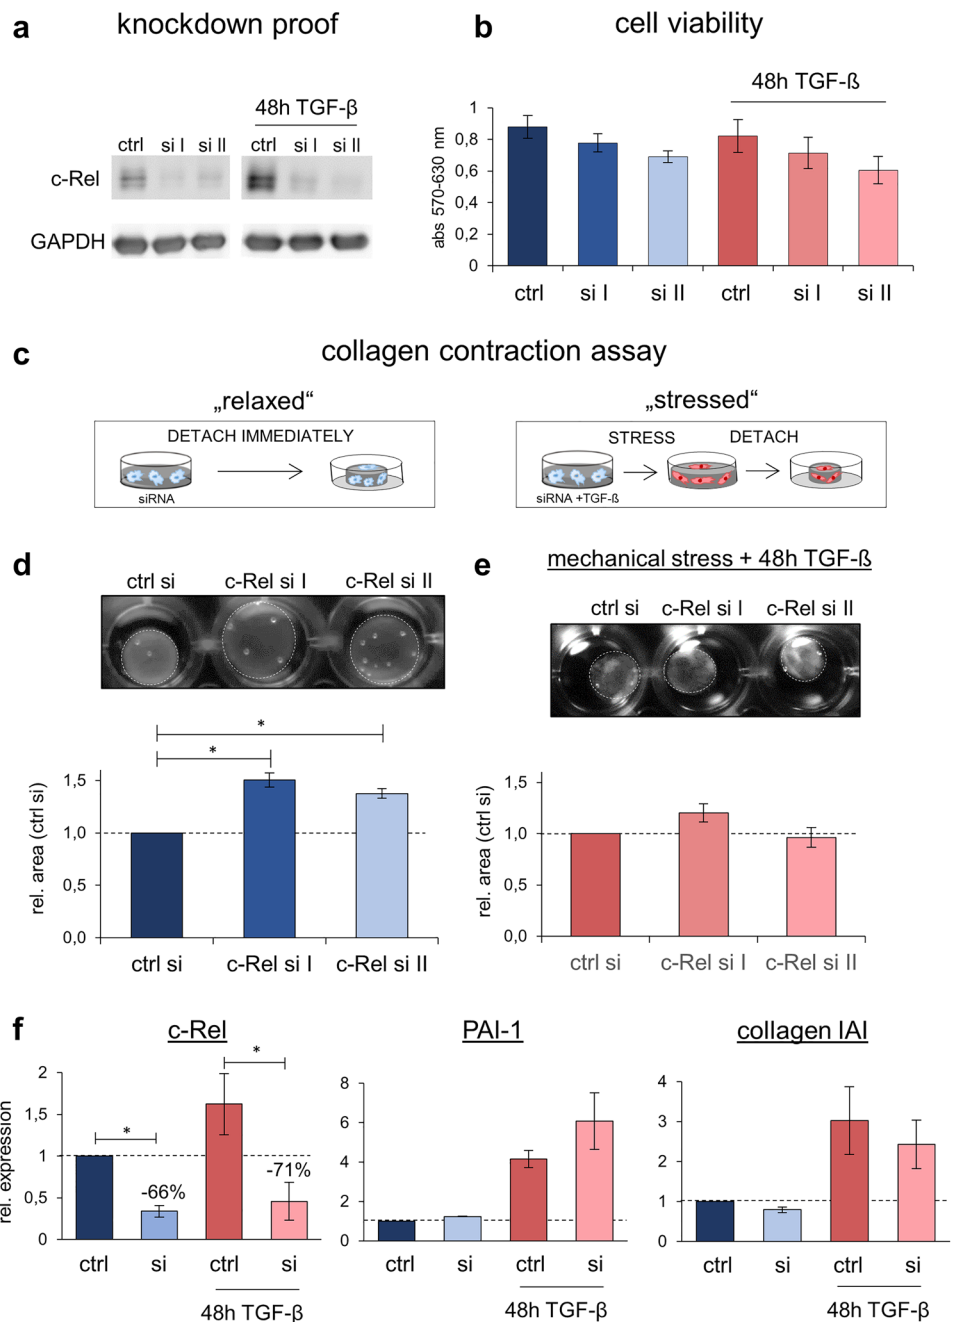 a
knockdown proof
48h TGF-β
ctrl si I si II ctrl si I si II
c-Rel
GAPDH
b
cell viability
48h TGF-ß
abs 570-630 nm
1
0,8
0,6
0,4
0,2
0
ctrl si I si II ctrl si I si II
c
collagen contraction assay
„relaxed“
DETACH IMMEDIATELY
siRNA
„stressed“
STRESS DETACH
siRNA +TGF-ß
d
ctrl si c-Rel si I c-Rel si II
*
*
rel. area (ctrl si)
1,5
1,0
0,5
0,0
ctrl si c-Rel si I c-Rel si II
e
mechanical stress + 48h TGF-ß
ctrl si c-Rel si I c-Rel si II
rel. area (ctrl si)
1,5
1,0
0,5
0,0
ctrl si c-Rel si I c-Rel si II
f
c-Rel
rel. expression
2
1,5
1
0,5
0
*
*
-66%
-71%
ctrl si ctrl si
48h TGF-β
PAI-1
8
6
4
2
0
ctrl si ctrl si
48h TGF-β
collagen IAI
4
3
2
1
0
ctrl si ctrl si
48h TGF-β